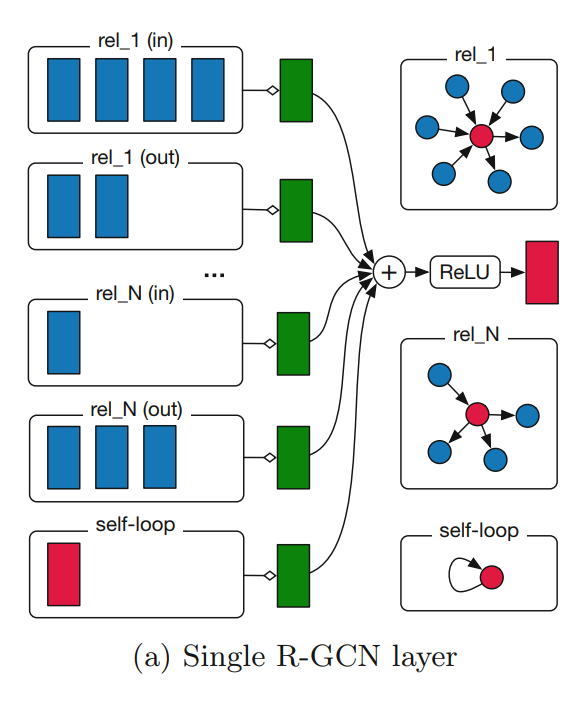 rel_1 (in)
rel_1 (out)
...
rel_N (in)
rel_N (out)
self-loop
+
ReLU
rel_1
rel_N
self-loop
(a) Single R-GCN layer